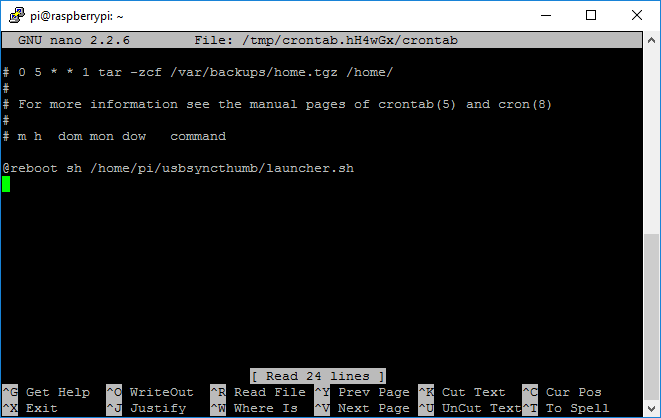 pi@raspberrypi: ~
GNU nano 2.2.6 File: /tmp/crontab.hH4wGx/crontab
# 0 5 * * 1 tar -zcf /var/backups/home.tgz /home/
#
# For more information see the manual pages of crontab(5) and cron(8)
#
# m h  dom mon dow   command
@reboot sh /home/pi/usbsyncthumb/launcher.sh
[ Read 24 lines ]
^G Get Help ^O WriteOut ^R Read File ^Y Prev Page ^K Cut Text ^C Cur Pos
^X Exit ^J Justify ^W Where Is ^V Next Page ^U UnCut Text ^T To Spell